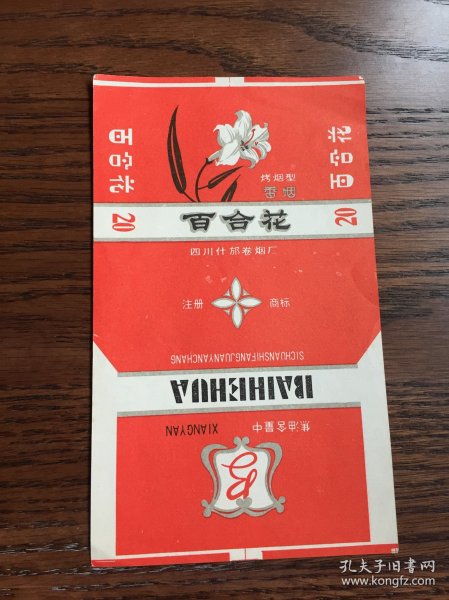 百合花
20
烤烟型
香烟
百合花
四川什邡卷烟厂
注册 商标
百合花
20
SICHUANSHIFANGJUANYANCHANG
BAIHEHUA
焦油含量中
XIANGYAN
B
孔夫子旧书网
www.kongfz.com